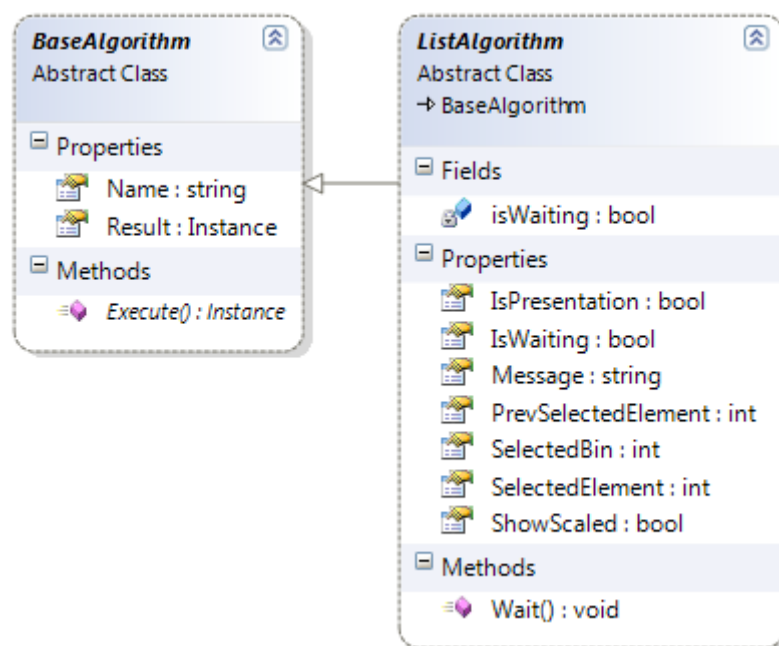 BaseAlgorithm
Abstract Class
Properties
Name : string
Result : Instance
Methods
Execute() : Instance
ListAlgorithm
Abstract Class
BaseAlgorithm
Fields
isWaiting : bool
Properties
IsPresentation : bool
IsWaiting : bool
Message : string
PrevSelectedElement : int
SelectedBin : int
SelectedElement : int
ShowScaled : bool
Methods
Wait() : void